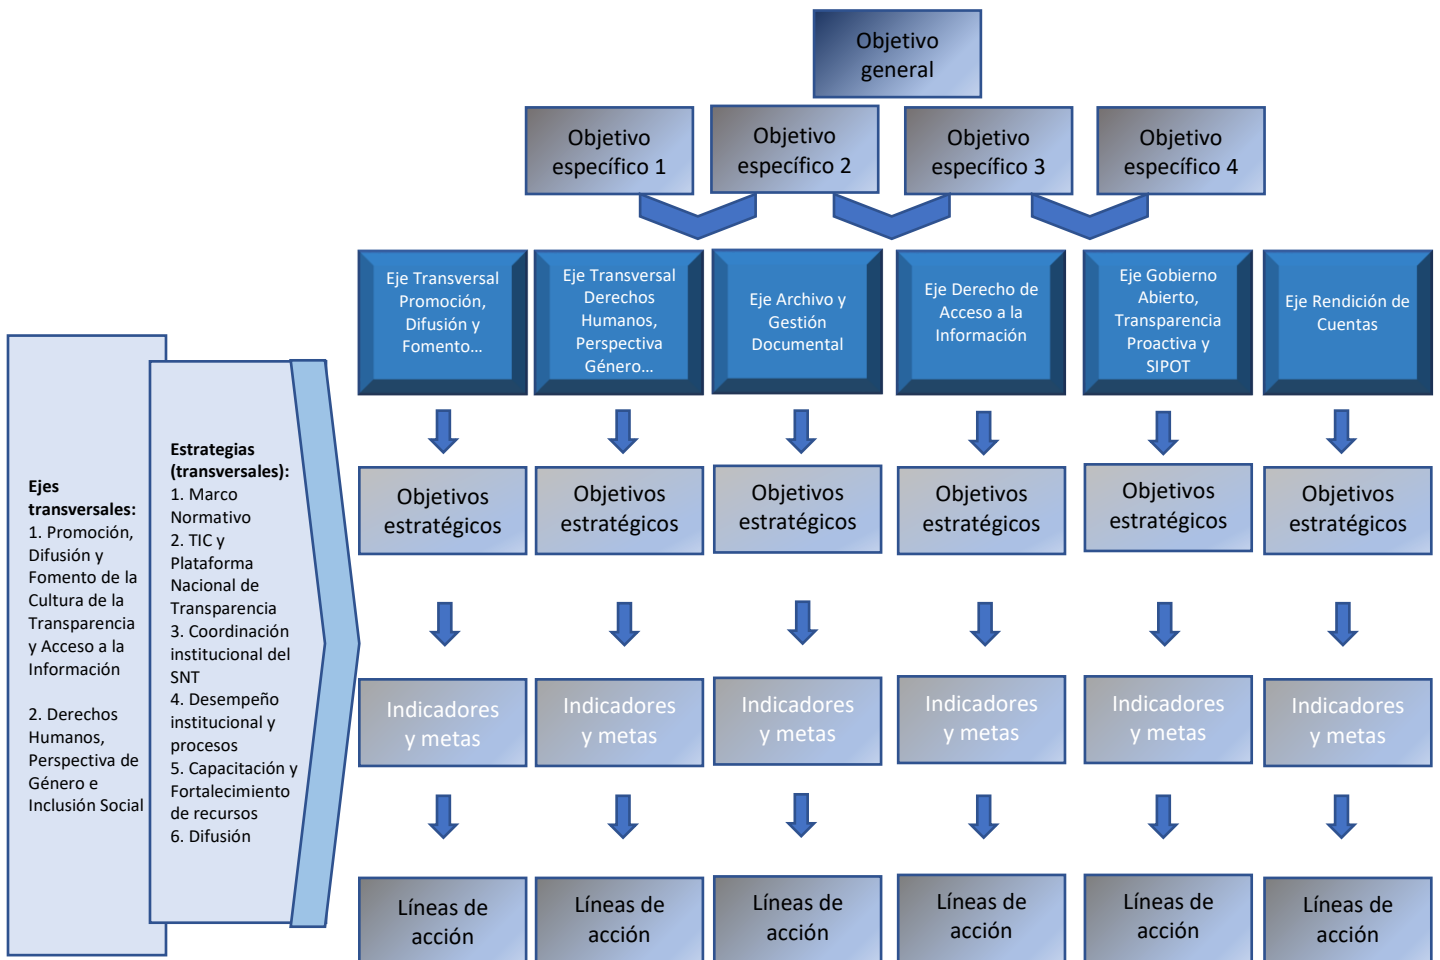 Objetivo
general
Objetivo
específico 1
Objetivo
específico 2
Objetivo
específico 3
Objetivo
específico 4
Eje Transversal
Promoción,
Difusión y
Fomento...
Eje Transversal
Derechos
Humanos,
Perspectiva
Género...
Eje Archivo y
Gestión
Documental
Eje Derecho de
Acceso a la
Información
Eje Gobierno
Abierto,
Transparencia
Proactiva y
SIPOT
Eje Rendición de
Cuentas
Ejes
transversales:
1. Promoción,
Difusión y
Fomento de la
Cultura de la
Transparencia
y Acceso a la
Información
2. Derechos
Humanos,
Perspectiva de
Género e
Inclusión Social
Estrategias
(transversales):
1. Marco
Normativo
2. TIC y
Plataforma
Nacional de
Transparencia
3. Coordinación
institucional del
SNT
4. Desempeño
institucional y
procesos
5. Capacitación y
Fortalecimiento
de recursos
6. Difusión
Objetivos
estratégicos
Objetivos
estratégicos
Objetivos
estratégicos
Objetivos
estratégicos
Objetivos
estratégicos
Objetivos
estratégicos
Indicadores
y metas
Indicadores
y metas
Indicadores
y metas
Indicadores
y metas
Indicadores
y metas
Indicadores
y metas
Líneas de
acción
Líneas de
acción
Líneas de
acción
Líneas de
acción
Líneas de
acción
Líneas de
acción